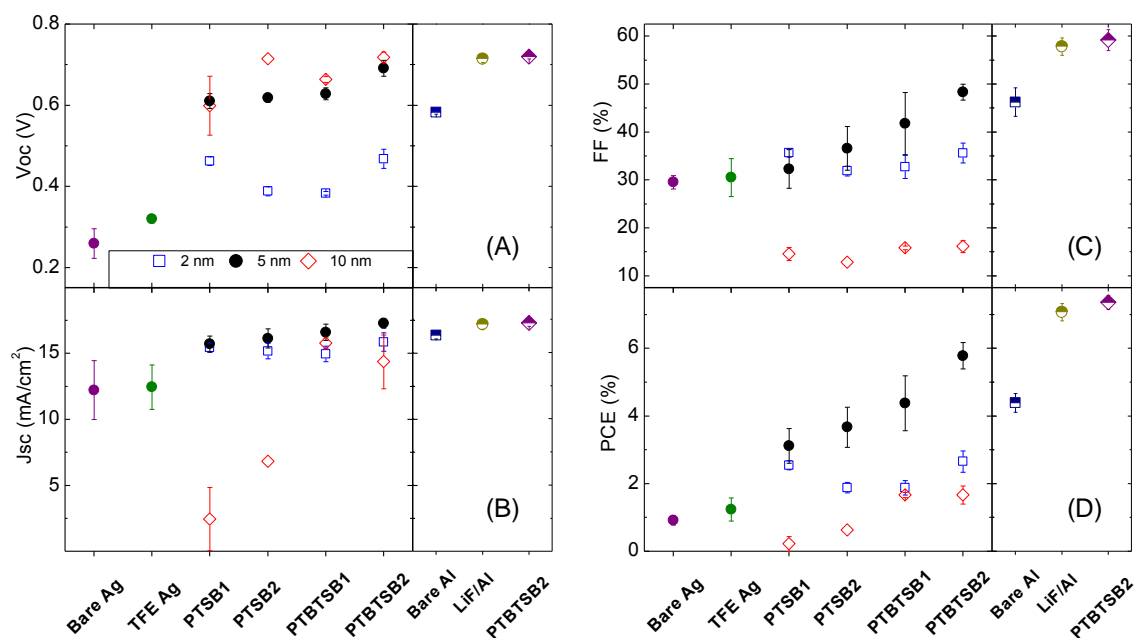 0.8
0.6
0.4
0.2
Voc (V)
(A)
2 nm 5 nm 10 nm
60
50
40
30
20
10
FF (%)
(C)
15
10
5
Jsc (mA/cm²)
(B)
6
4
2
0
PCE (%)
(D)
Bare Ag
TFE Ag
PTSB1
PTSB2
PTBTSB1
PTBTSB2
Bare Al
LiF/Al
PTBTSB2
Bare Ag
TFE Ag
PTSB1
PTSB2
PTBTSB1
PTBTSB2
Bare Al
LiF/Al
PTBTSB2